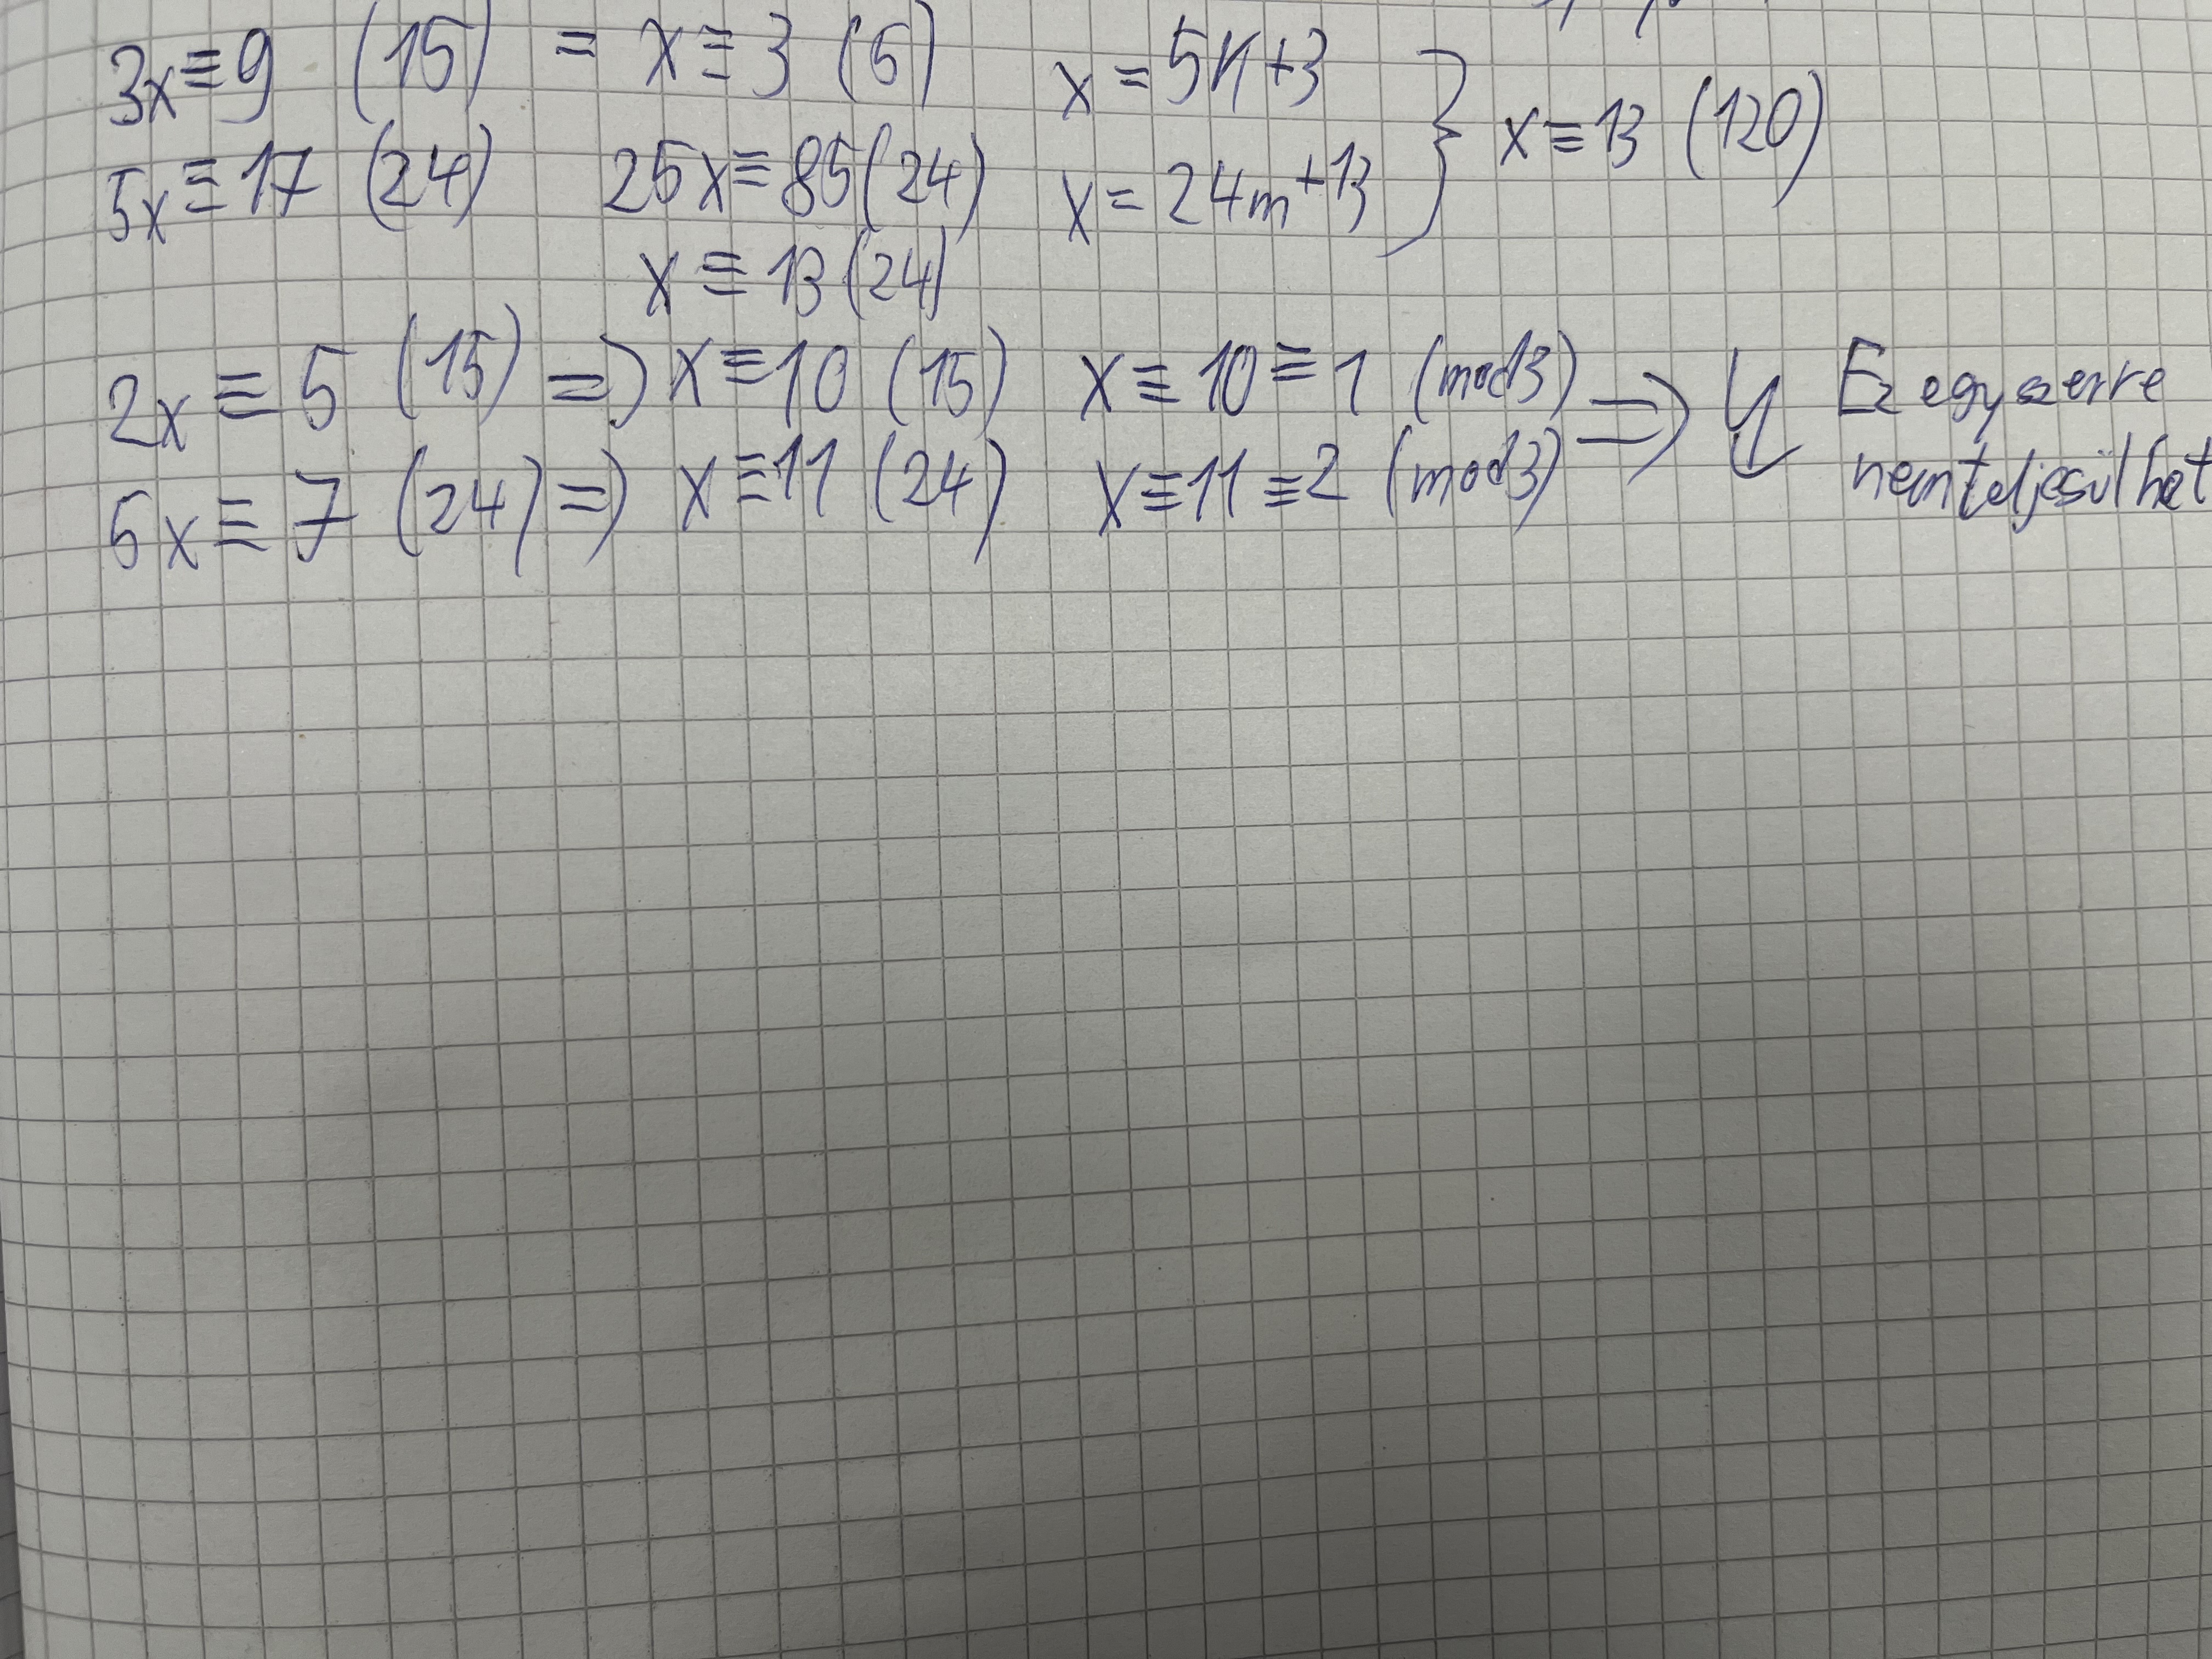 3x≡9 (15) = x≡3 (5) x=5k+3
5x≡17 (24) 25x≡85(24) x=24m+13 } x≡13 (120)
x≡13(24)
2x≡5 (15) => x≡10 (15) x≡10≡1 (mod3)
5x≡7 (24) => x≡11 (24) x≡11≡2 (mod3) => ↯ Ez egyszerre
nem teljesülhet